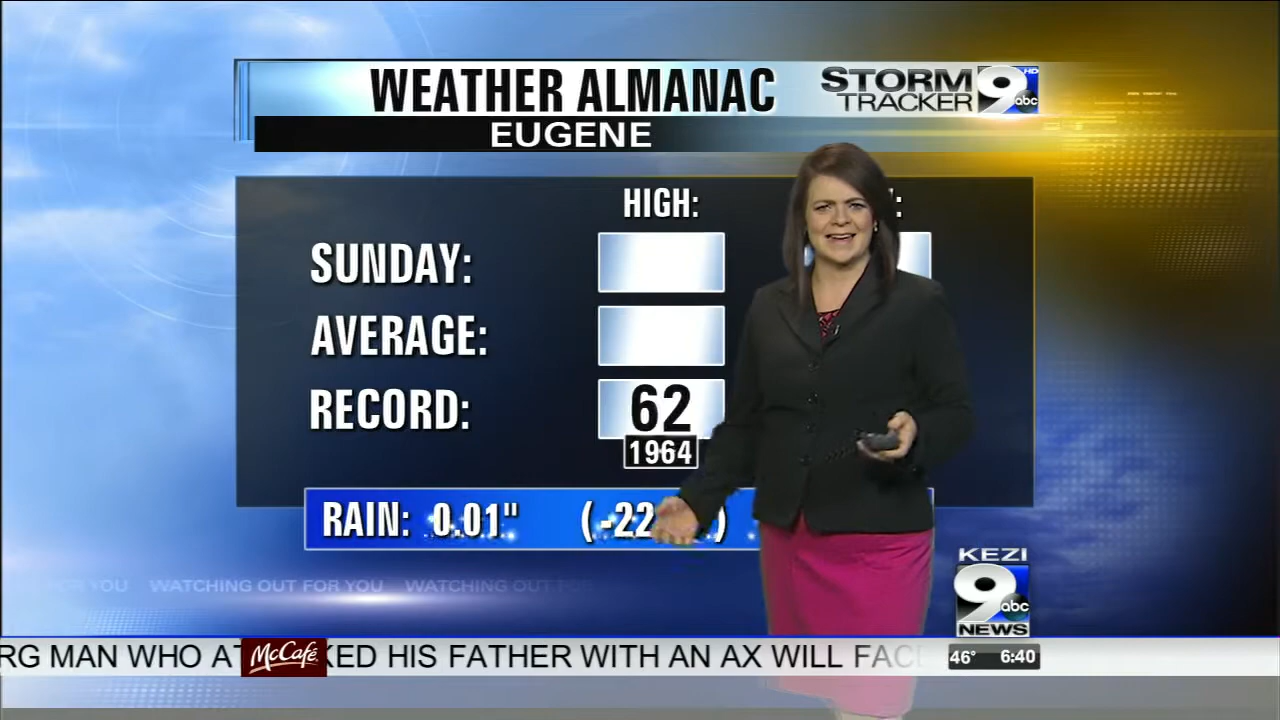 WEATHER ALMANAC
STORM TRACKER 9 HD abc
EUGENE
HIGH:
SUNDAY:
AVERAGE:
RECORD: 62
1964
RAIN: 0.01" (-22 )
KEZI
9 abc
NEWS
FOR YOU WATCHING OUT FOR YOU WATCHING OUT FOR
RG MAN WHO AT McCafé KED HIS FATHER WITH AN AX WILL FAC 46° 6:40